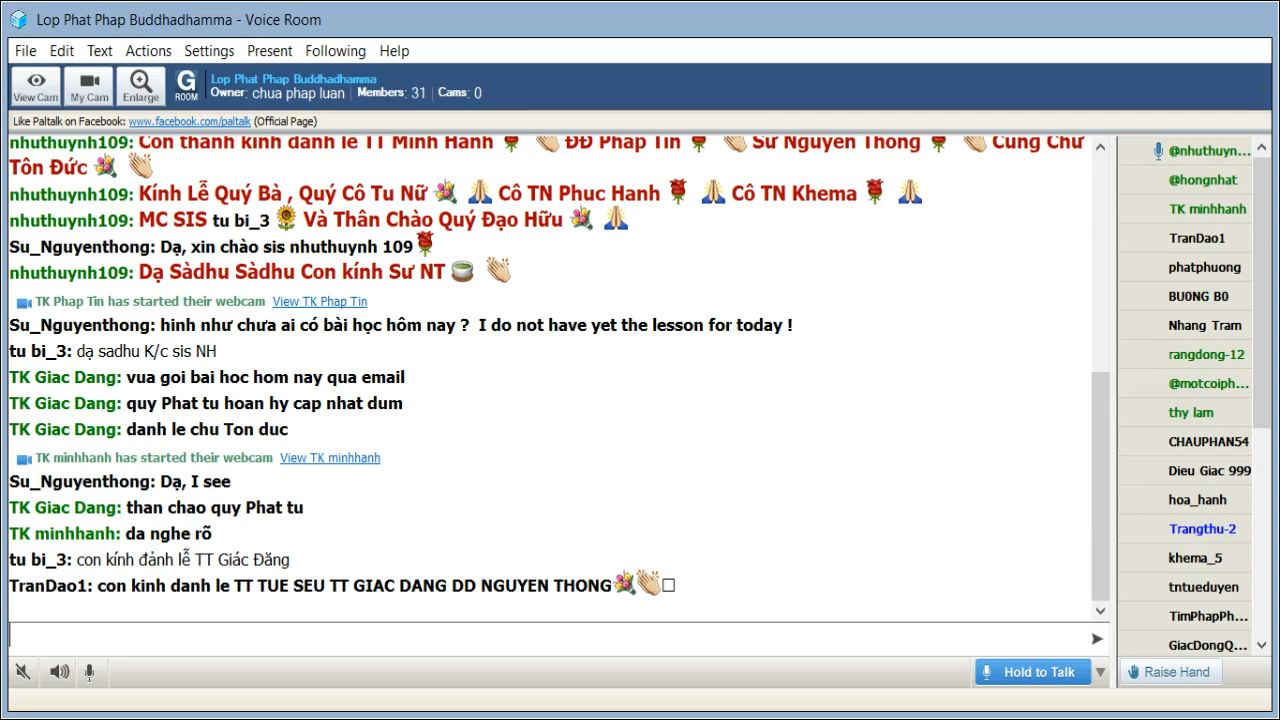 Lop Phat Phap Buddhadhamma - Voice Room
File Edit Text Actions Settings Present Following Help
View Cam My Cam Enlarge G ROOM Lop Phat Phap Buddhadhamma
Owner: chua phap luan Members: 31 Cams: 0
Like Paltalk on Facebook: www.facebook.com/paltalk (Official Page)
nhuthuynh109: Con thành kính đảnh lễ TT Minh Hạnh ĐĐ Pháp Tín Sư Nguyên Thông Cùng Chư
Tôn Đức
nhuthuynh109: Kính Lễ Quý Bà , Quý Cô Tu Nữ Cô TN Phuc Hanh Cô TN Khema
nhuthuynh109: MC SIS tu bi_3 Và Thân Chào Quý Đạo Hữu
Su_Nguyenthong: Dạ, xin chào sis nhuthuynh 109
nhuthuynh109: Dạ Sàdhu Sàdhu Con kính Sư NT
TK Phap Tin has started their webcam View TK Phap Tin
Su_Nguyenthong: hinh như chưa ai có bài học hôm nay ? I do not have yet the lesson for today !
tu bi_3: dạ sadhu K/c sis NH
TK Giac Dang: vua goi bai hoc hom nay qua email
TK Giac Dang: quy Phat tu hoan hy cap nhat dum
TK Giac Dang: danh le chu Ton duc
TK minhhanh has started their webcam View TK minhhanh
Su_Nguyenthong: Dạ, I see
TK Giac Dang: than chao quy Phat tu
TK minhhanh: da nghe rõ
tu bi_3: con kính đảnh lễ TT Giác Đăng
TranDao1: con kinh danh le TT TUE SEU TT GIAC DANG DD NGUYEN THONG
Hold to Talk
@nhuthuyn...
@hongnhat
TK minhhanh
TranDao1
phatphuong
BU0NG B0
Nhang Tram
rangdong-12
@motcoiph...
thy lam
CHAUPHAN54
Dieu Giac 999
hoa_hanh
Trangthu-2
khema_5
tntueduyen
TimPhapPh...
GiacDongQ...
Raise Hand